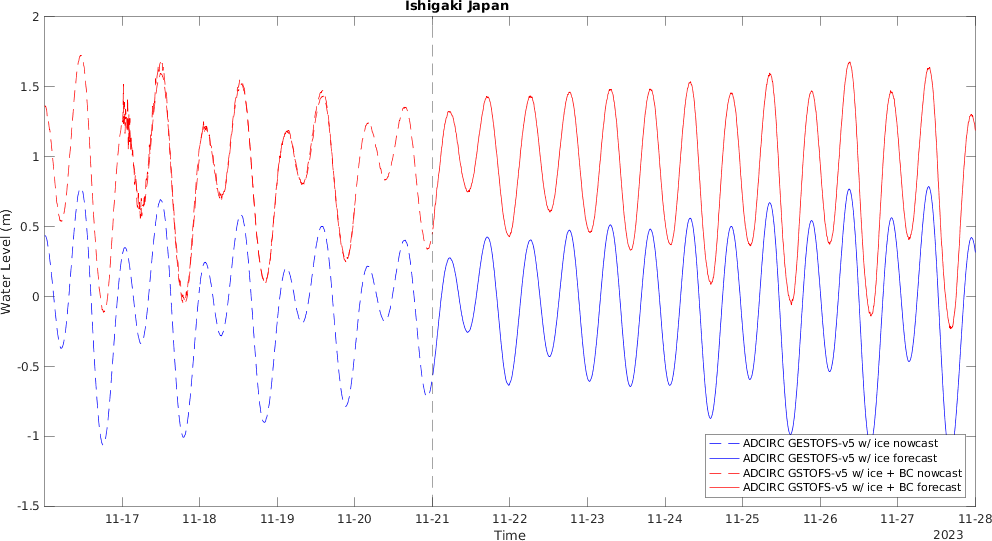 Ishigaki Japan
2
1.5
1
0.5
0
-0.5
-1
-1.5
Water Level (m)
ADCIRC GESTOFS-v5 w/ ice nowcast
ADCIRC GESTOFS-v5 w/ ice forecast
ADCIRC GSTOFS-v5 w/ ice + BC nowcast
ADCIRC GSTOFS-v5 w/ ice + BC forecast
11-17 11-18 11-19 11-20 11-21 11-22 11-23 11-24 11-25 11-26 11-27 11-28
Time
2023